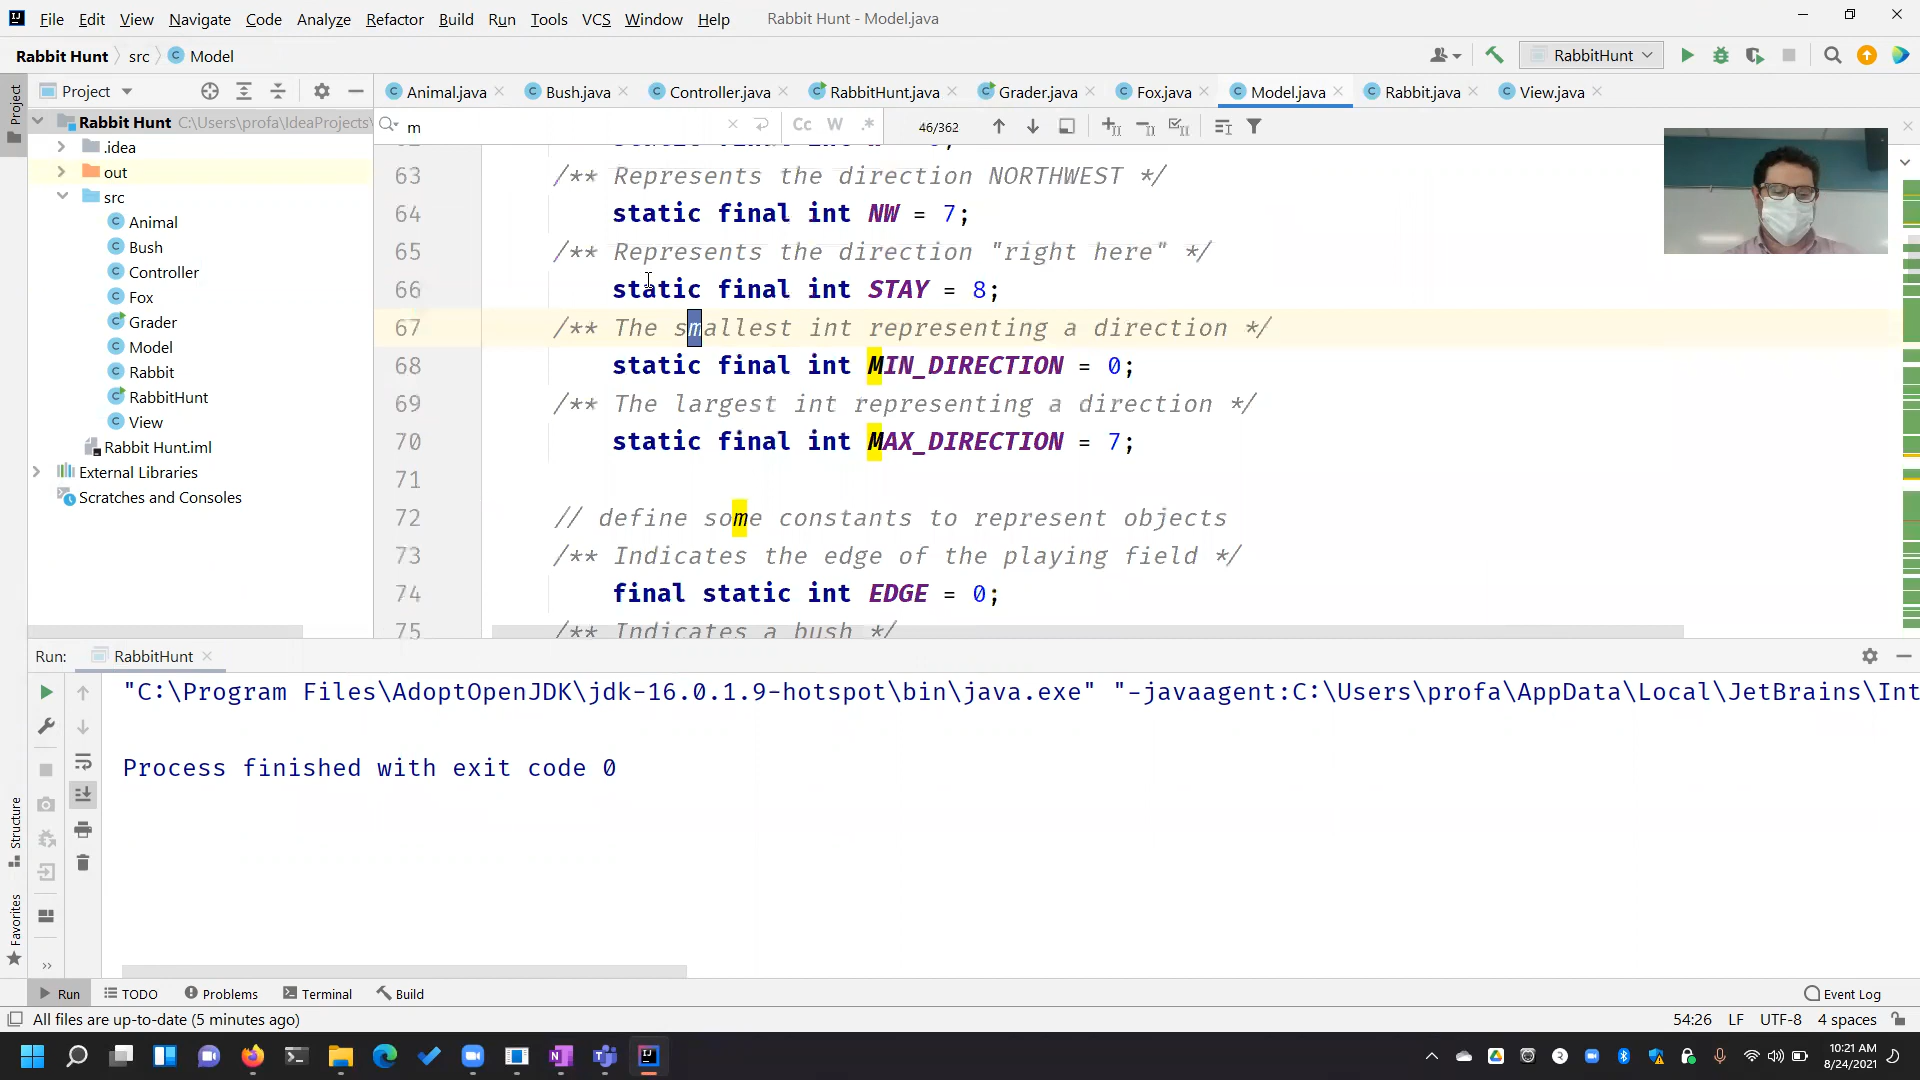 File Edit View Navigate Code Analyze Refactor Build Run Tools VCS Window Help Rabbit Hunt - Model.java
Rabbit Hunt src Model RabbitHunt
Project Animal.java Bush.java Controller.java RabbitHunt.java Grader.java Fox.java Model.java Rabbit.java View.java
Project
Rabbit Hunt C:\Users\profa\IdeaProjects\
m Cc W .* 46/362
.idea
out
src
Animal
Bush
Controller
Fox
Grader
Model
Rabbit
RabbitHunt
View
Rabbit Hunt.iml
External Libraries
Scratches and Consoles
63 /** Represents the direction NORTHWEST */
64 static final int NW = 7;
65 /** Represents the direction "right here" */
66 static final int STAY = 8;
67 /** The smallest int representing a direction */
68 static final int MIN_DIRECTION = 0;
69 /** The largest int representing a direction */
70 static final int MAX_DIRECTION = 7;
71
72 // define some constants to represent objects
73 /** Indicates the edge of the playing field */
74 final static int EDGE = 0;
75 /** Indicates a bush */
Run: RabbitHunt
"C:\Program Files\AdoptOpenJDK\jdk-16.0.1.9-hotspot\bin\java.exe" "-javaagent:C:\Users\profa\AppData\Local\JetBrains\Int
Process finished with exit code 0
Structure
Favorites
Run TODO Problems Terminal Build Event Log
All files are up-to-date (5 minutes ago) 54:26 LF UTF-8 4 spaces
10:21 AM
8/24/2021